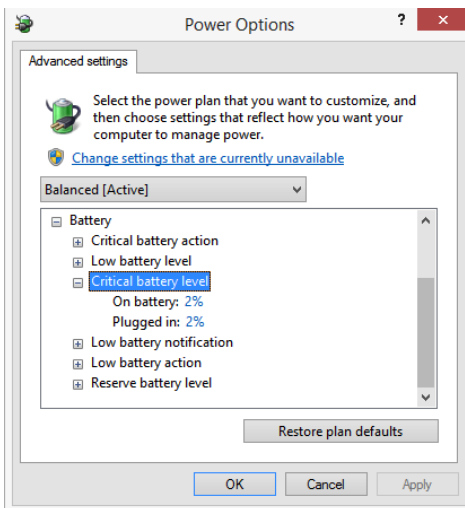 Power Options
?
Advanced settings
Select the power plan that you want to customize, and
then choose settings that reflect how you want your
computer to manage power.
Change settings that are currently unavailable
Balanced [Active]
Battery
Critical battery action
Low battery level
Critical battery level
On battery: 2%
Plugged in: 2%
Low battery notification
Low battery action
Reserve battery level
Restore plan defaults
OK Cancel Apply